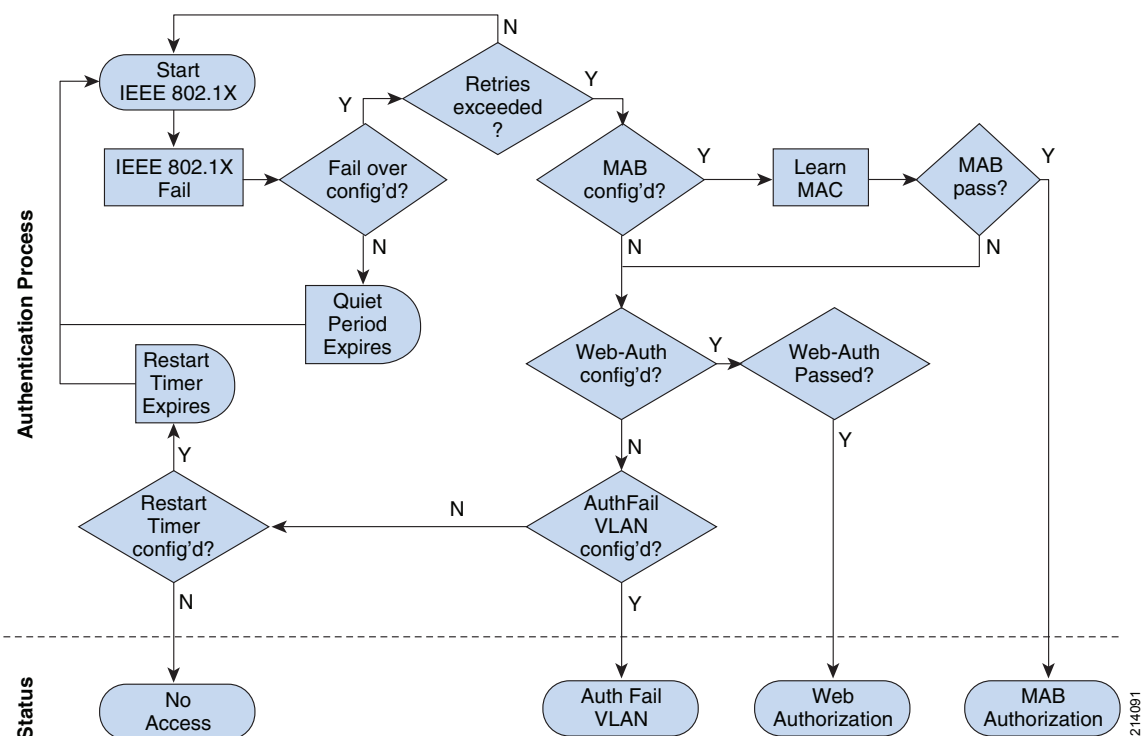 N
Start
IEEE 802.1X
Retries
exceeded
?
Y
Y
IEEE 802.1X
Fail
Fail over
config'd?
MAB
config'd?
Y
Learn
MAC
MAB
pass?
Y
N
N
N
Quiet
Period
Expires
Authentication Process
Restart
Timer
Expires
Web-Auth
config'd?
Y
Web-Auth
Passed?
Y
N
Y
Restart
Timer
config'd?
N
AuthFail
VLAN
config'd?
N
Y
Status
No
Access
Auth Fail
VLAN
Web
Authorization
MAB
Authorization
214091